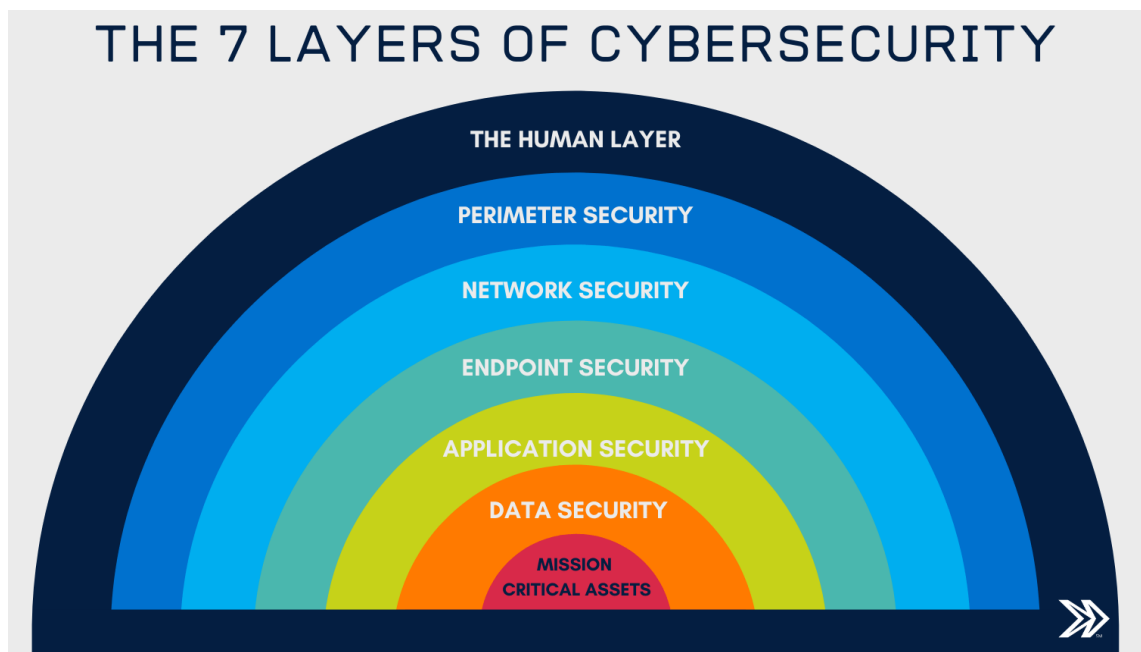 THE 7 LAYERS OF CYBERSECURITY
THE HUMAN LAYER
PERIMETER SECURITY
NETWORK SECURITY
ENDPOINT SECURITY
APPLICATION SECURITY
DATA SECURITY
MISSION
CRITICAL ASSETS